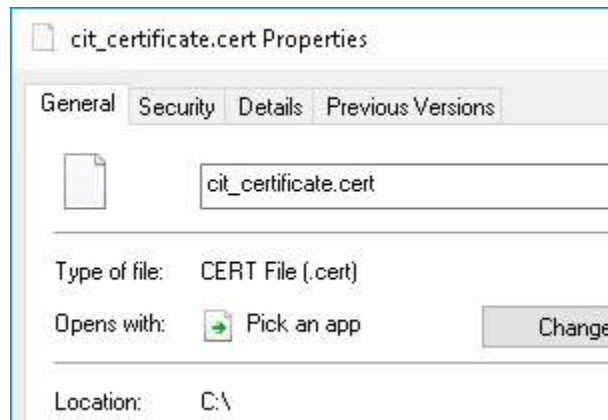 cit_certificate.cert Properties
General Security Details Previous Versions
cit_certificate.cert
Type of file: CERT File (.cert)
Opens with: Pick an app Change
Location: C:\